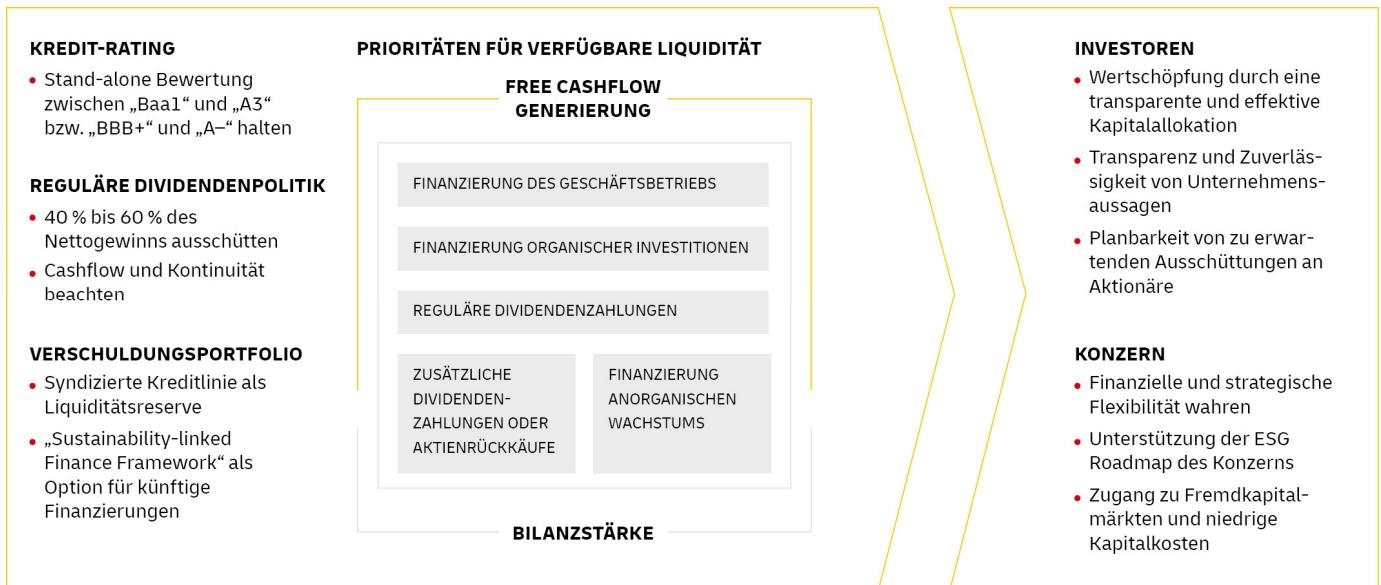 KREDIT-RATING
• Stand-alone Bewertung
zwischen „Baa1“ und „A3“
bzw. „BBB+“ und „A–“ halten
REGULÄRE DIVIDENDENPOLITIK
• 40 % bis 60 % des
Nettogewinns ausschütten
• Cashflow und Kontinuität
beachten
VERSCHULDUNGSPORTFOLIO
• Syndizierte Kreditlinie als
Liquiditätsreserve
• „Sustainability-linked
Finance Framework“ als
Option für künftige
Finanzierungen
PRIORITÄTEN FÜR VERFÜGBARE LIQUIDITÄT
FREE CASHFLOW
GENERIERUNG
FINANZIERUNG DES GESCHÄFTSBETRIEBS
FINANZIERUNG ORGANISCHER INVESTITIONEN
REGULÄRE DIVIDENDENZAHLUNGEN
ZUSÄTZLICHE
DIVIDENDEN-
ZAHLUNGEN ODER
AKTIENRÜCKKÄUFE
FINANZIERUNG
ANORGANISCHEN
WACHSTUMS
BILANZSTÄRKE
INVESTOREN
• Wertschöpfung durch eine
transparente und effektive
Kapitalallokation
• Transparenz und Zuverläs-
sigkeit von Unternehmens-
aussagen
• Planbarkeit von zu erwar-
tenden Ausschüttungen an
Aktionäre
KONZERN
• Finanzielle und strategische
Flexibilität wahren
• Unterstützung der ESG
Roadmap des Konzerns
• Zugang zu Fremdkapital-
märkten und niedrige
Kapitalkosten